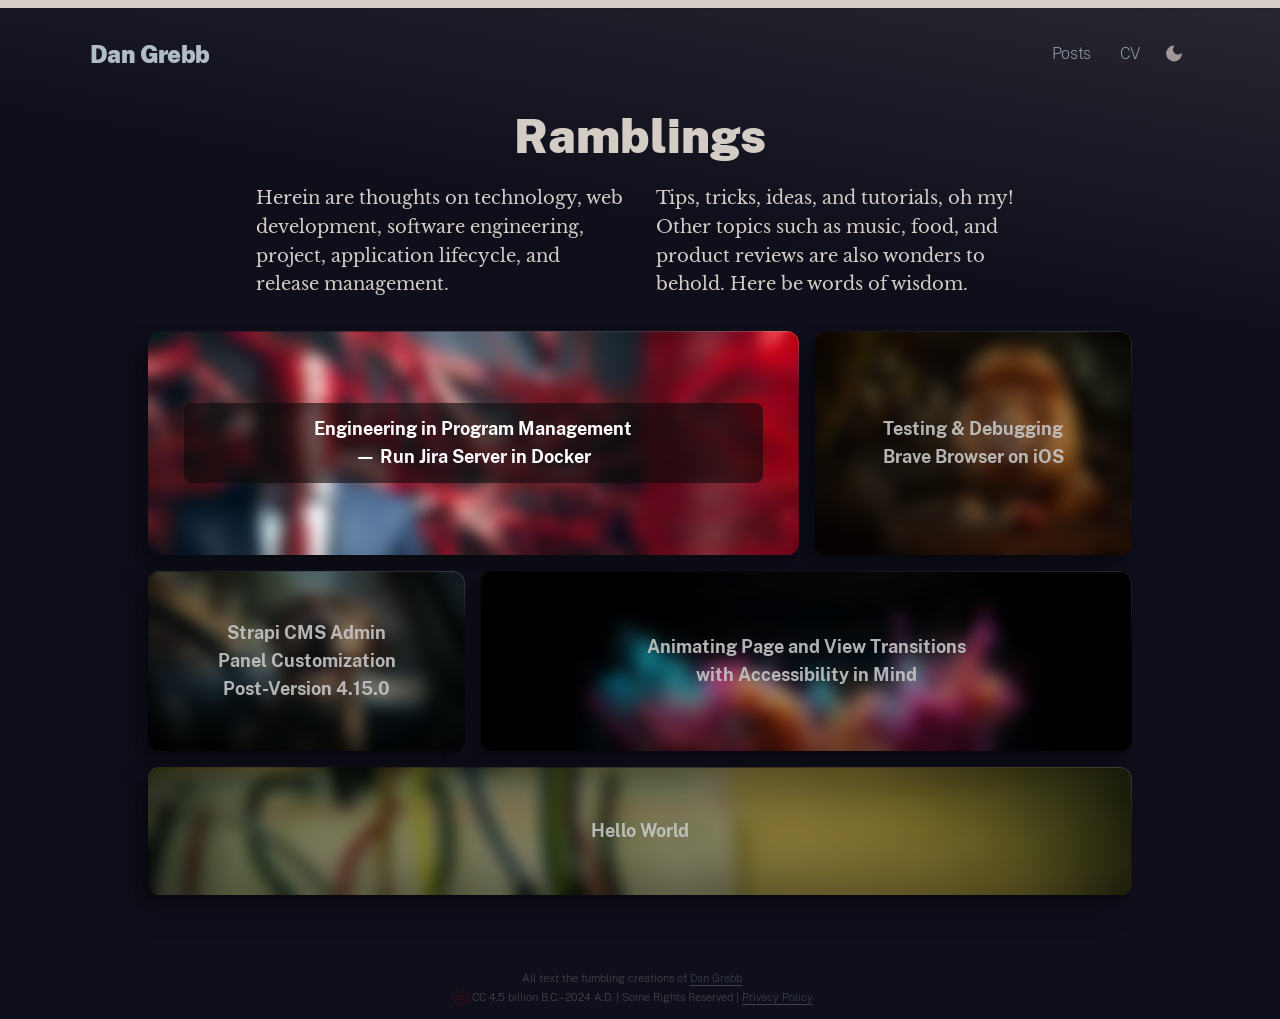 Dan Grebb
Posts
CV
Ramblings
Herein are thoughts on technology, web
development, software engineering,
project, application lifecycle, and
release management.
Tips, tricks, ideas, and tutorials, oh my!
Other topics such as music, food, and
product reviews are also wonders to
behold. Here be words of wisdom.
Engineering in Program Management
— Run Jira Server in Docker
Testing & Debugging
Brave Browser on iOS
Strapi CMS Admin
Panel Customization
Post-Version 4.15.0
Animating Page and View Transitions
with Accessibility in Mind
Hello World
All text the fumbling creations of Dan Grebb
CC 4.5 billion B.C.–2024 A.D. | Some Rights Reserved | Privacy Policy